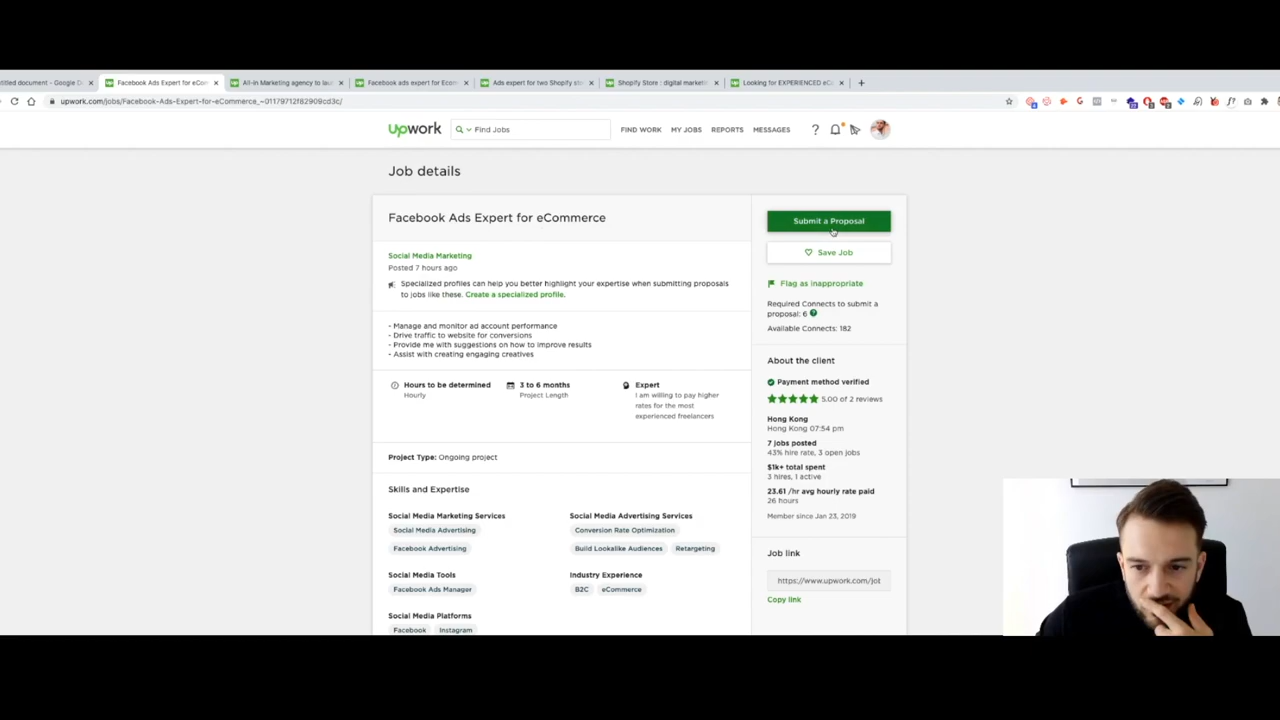 ntitled document - Google D
Facebook Ads Expert for eCom
All-in Marketing agency to lau
Facebook ads expert for Ecom
Ads expert for two Shopify sto
Shopify Store : digital marketi
Looking for EXPERIENCED eCo
upwork.com/jobs/Facebook-Ads-Expert-for-eCommerce_~01179712f82909cd3c/
upwork
Find Jobs
FIND WORK
MY JOBS
REPORTS
MESSAGES
Job details
Facebook Ads Expert for eCommerce
Social Media Marketing
Posted 7 hours ago
Specialized profiles can help you better highlight your expertise when submitting proposals
to jobs like these. Create a specialized profile.
- Manage and monitor ad account performance
- Drive traffic to website for conversions
- Provide me with suggestions on how to improve results
- Assist with creating engaging creatives
Hours to be determined
Hourly
3 to 6 months
Project Length
Expert
I am willing to pay higher
rates for the most
experienced freelancers
Project Type: Ongoing project
Skills and Expertise
Social Media Marketing Services
Social Media Advertising
Facebook Advertising
Social Media Advertising Services
Conversion Rate Optimization
Build Lookalike Audiences
Retargeting
Social Media Tools
Facebook Ads Manager
Industry Experience
B2C
eCommerce
Social Media Platforms
Facebook
Instagram
Submit a Proposal
Save Job
Flag as inappropriate
Required Connects to submit a
proposal: 6
Available Connects: 182
About the client
Payment method verified
5.00 of 2 reviews
Hong Kong
Hong Kong 07:54 pm
7 jobs posted
43% hire rate, 3 open jobs
$1k+ total spent
3 hires, 1 active
23.61 /hr avg hourly rate paid
26 hours
Member since Jan 23, 2019
Job link
https://www.upwork.com/jot
Copy link